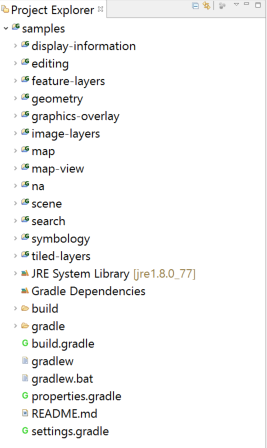 Project Explorer
samples
display-information
editing
feature-layers
geometry
graphics-overlay
image-layers
map
map-view
na
scene
search
symbology
tiled-layers
JRE System Library [jre1.8.0_77]
Gradle Dependencies
build
gradle
build.gradle
gradlew
gradlew.bat
properties.gradle
README.md
settings.gradle